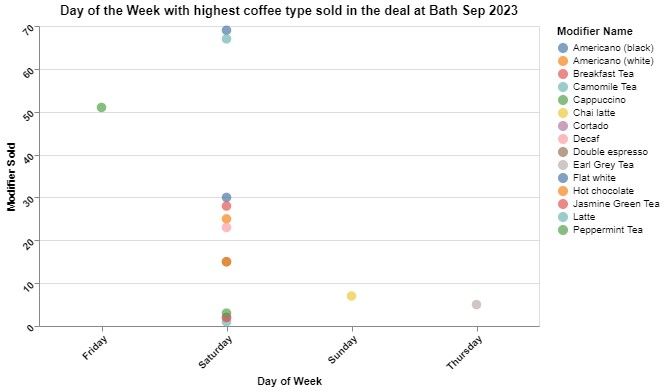 Day of the Week with highest coffee type sold in the deal at Bath Sep 2023
Modifier Name
Americano (black)
Americano (white)
Breakfast Tea
Camomile Tea
Cappuccino
Chai latte
Cortado
Decaf
Double espresso
Earl Grey Tea
Flat white
Hot chocolate
Jasmine Green Tea
Latte
Peppermint Tea
Modifier Sold
70
60
50
40
30
20
10
0
Friday
Saturday
Sunday
Thursday
Day of Week